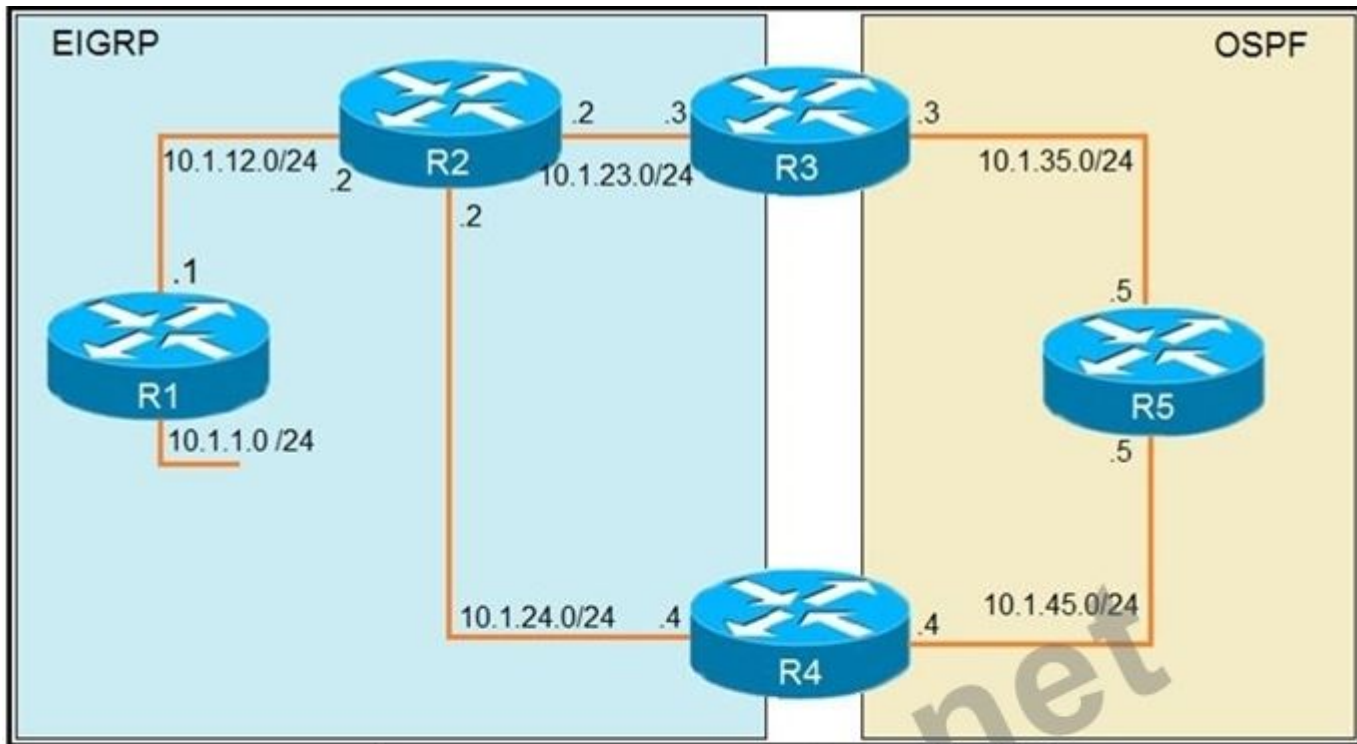 EIGRP
OSPF
.2
.3
.3
10.1.12.0/24
R2
10.1.23.0/24
R3
10.1.35.0/24
.2
.2
.1
.5
R1
R5
10.1.1.0 /24
.5
10.1.24.0/24
.4
R4
.4
10.1.45.0/24
net